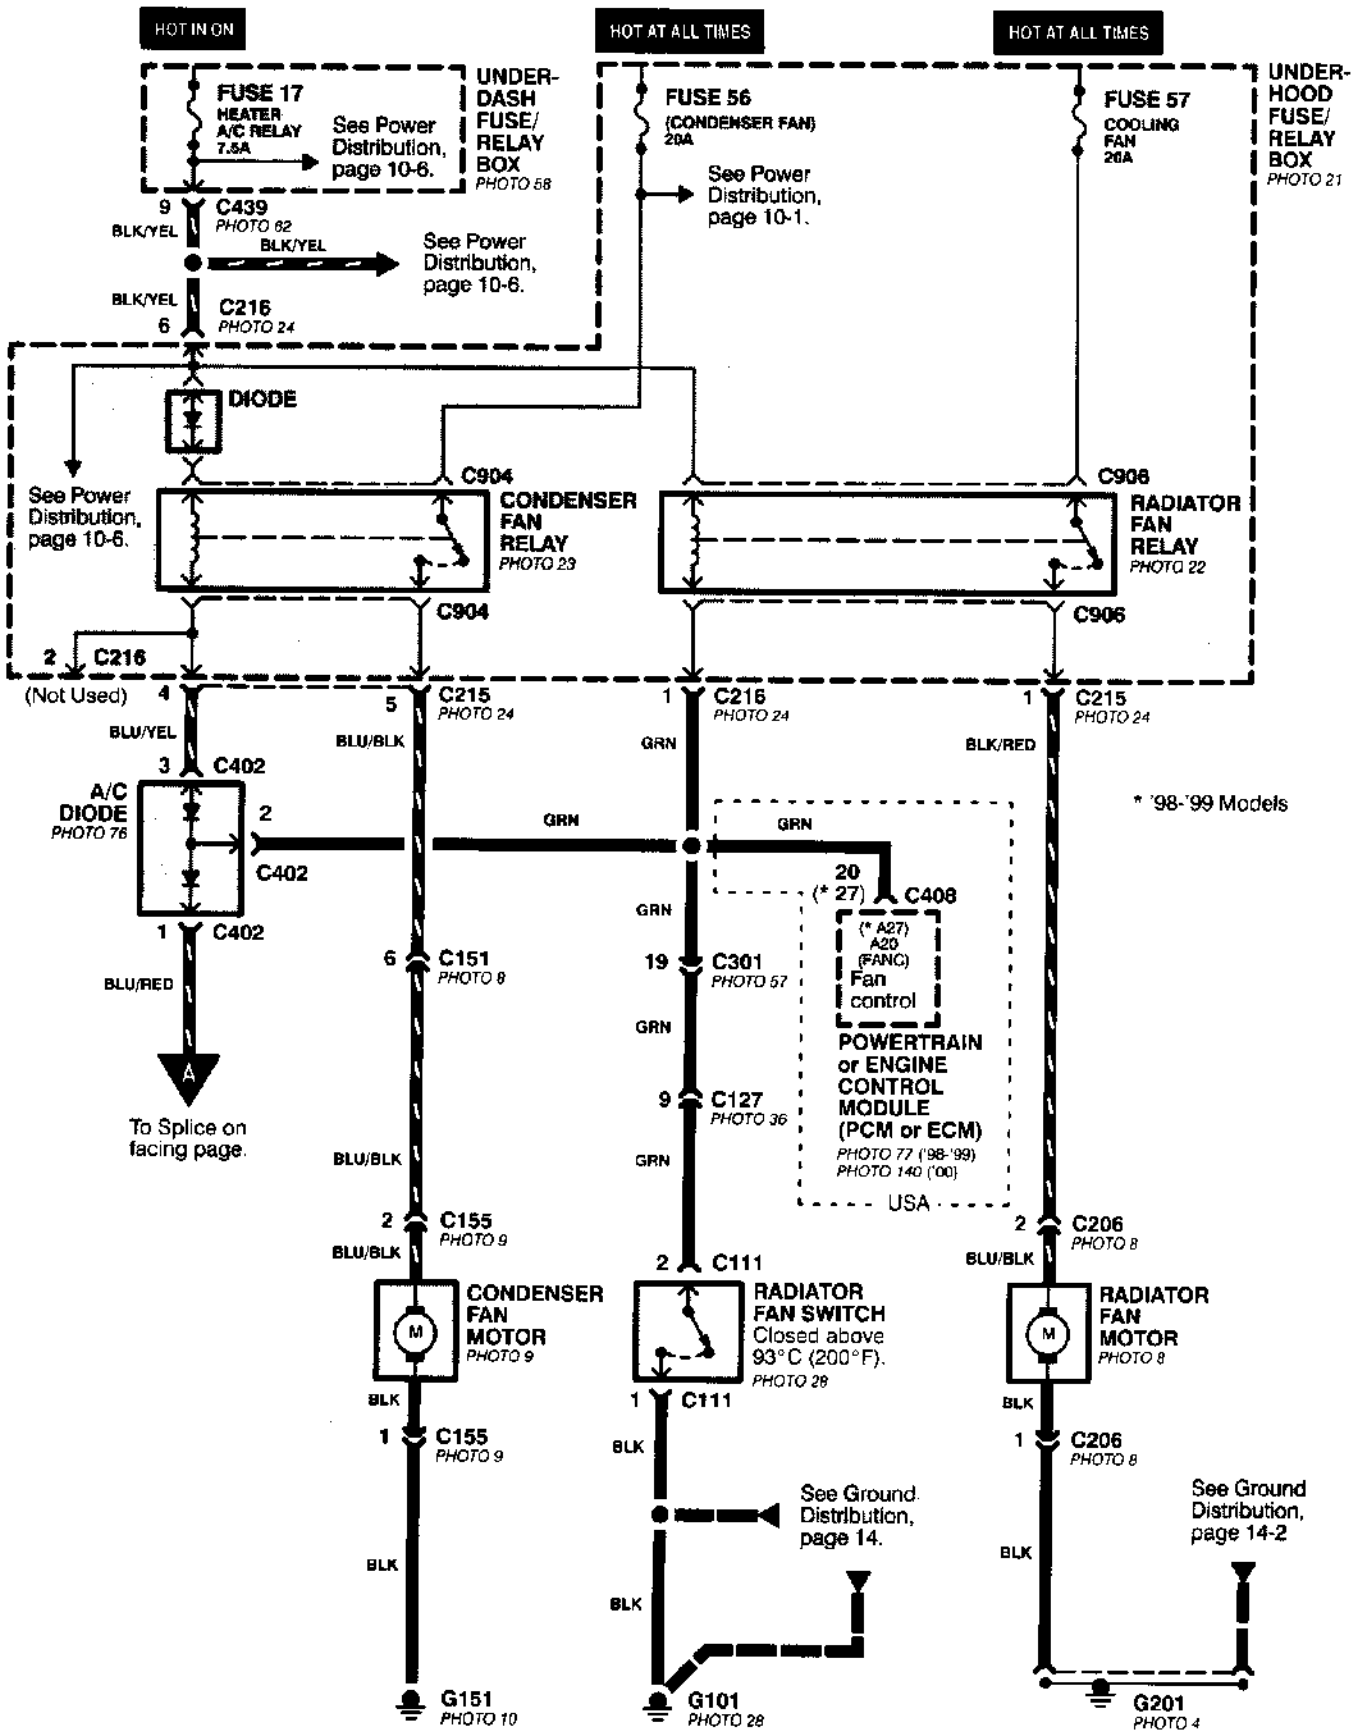 HOT IN ON
HOT AT ALL TIMES
HOT AT ALL TIMES
FUSE 17
HEATER
A/C RELAY
7.5A
See Power
Distribution,
page 10-6.
UNDER-
DASH
FUSE/
RELAY
BOX
PHOTO 58
FUSE 56
(CONDENSER FAN)
20A
See Power
Distribution,
page 10-1.
FUSE 57
COOLING
FAN
20A
UNDER-
HOOD
FUSE/
RELAY
BOX
PHOTO 21
9
C439
PHOTO 62
BLK/YEL
BLK/YEL
See Power
Distribution,
page 10-6.
BLK/YEL
C216
6
PHOTO 24
DIODE
See Power
Distribution,
page 10-6.
C904
CONDENSER
FAN
RELAY
PHOTO 23
C906
RADIATOR
FAN
RELAY
PHOTO 22
C904
C906
2
C216
(Not Used)
4
5
C215
PHOTO 24
1
C216
PHOTO 24
1
C215
PHOTO 24
BLU/YEL
BLU/BLK
GRN
BLK/RED
3
C402
A/C
DIODE
PHOTO 76
2
C402
GRN
GRN
* '98-'99 Models
20
(* 27)
C408
(* A27)
A20
(FANC)
Fan
control
POWERTRAIN
or ENGINE
CONTROL
MODULE
(PCM or ECM)
PHOTO 77 ('98-'99)
PHOTO 140 ('00)
USA
1
C402
BLU/RED
A
To Splice on
facing page.
6
C151
PHOTO 8
GRN
19
C301
PHOTO 57
GRN
9
C127
PHOTO 36
GRN
BLU/BLK
2
C155
PHOTO 9
BLU/BLK
CONDENSER
FAN
MOTOR
PHOTO 9
M
2
C111
RADIATOR
FAN SWITCH
Closed above
93°C (200°F).
PHOTO 28
2
C206
PHOTO 8
BLU/BLK
M
RADIATOR
FAN
MOTOR
PHOTO 8
BLK
1
C155
PHOTO 9
1
C111
BLK
BLK
1
C206
PHOTO 8
See Ground
Distribution,
page 14.
See Ground
Distribution,
page 14-2
BLK
BLK
BLK
G151
PHOTO 10
G101
PHOTO 28
G201
PHOTO 4